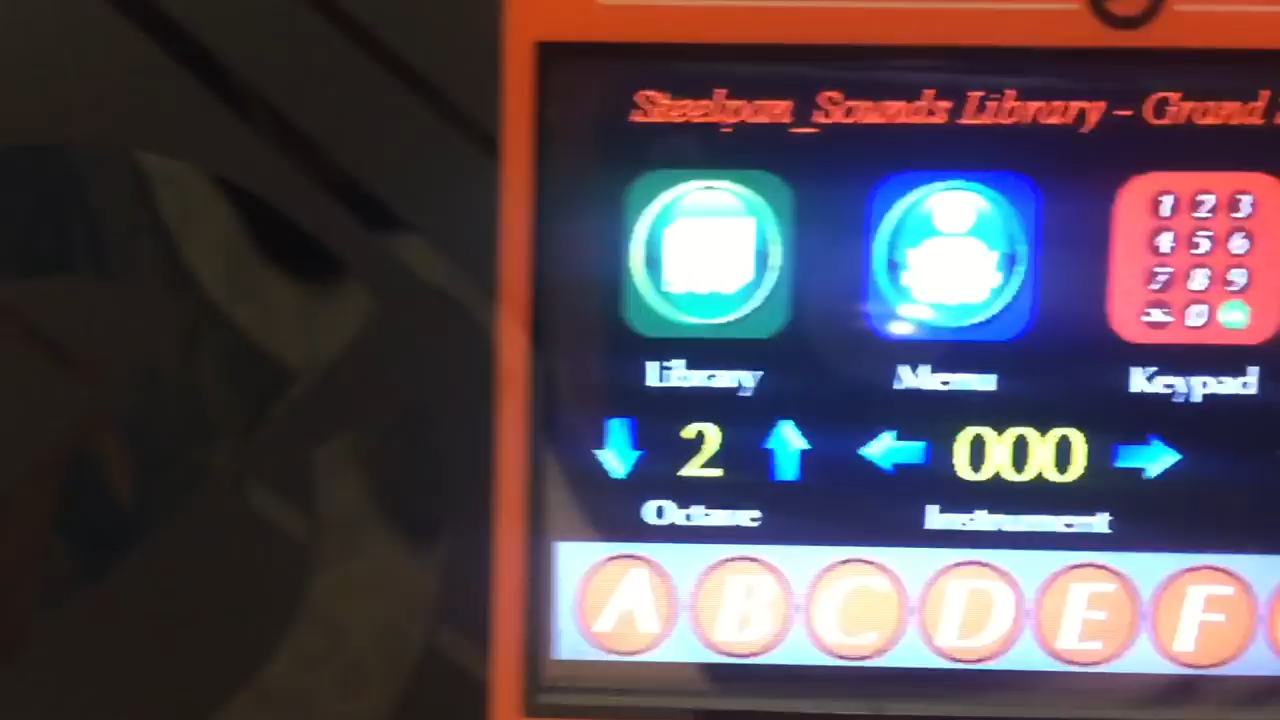 Steelpan_Sounds Library - Grand
1 2 3
4 5 6
7 8 9
0
Library Menu Keypad
2 000
Octave Instrument
A B C D E F